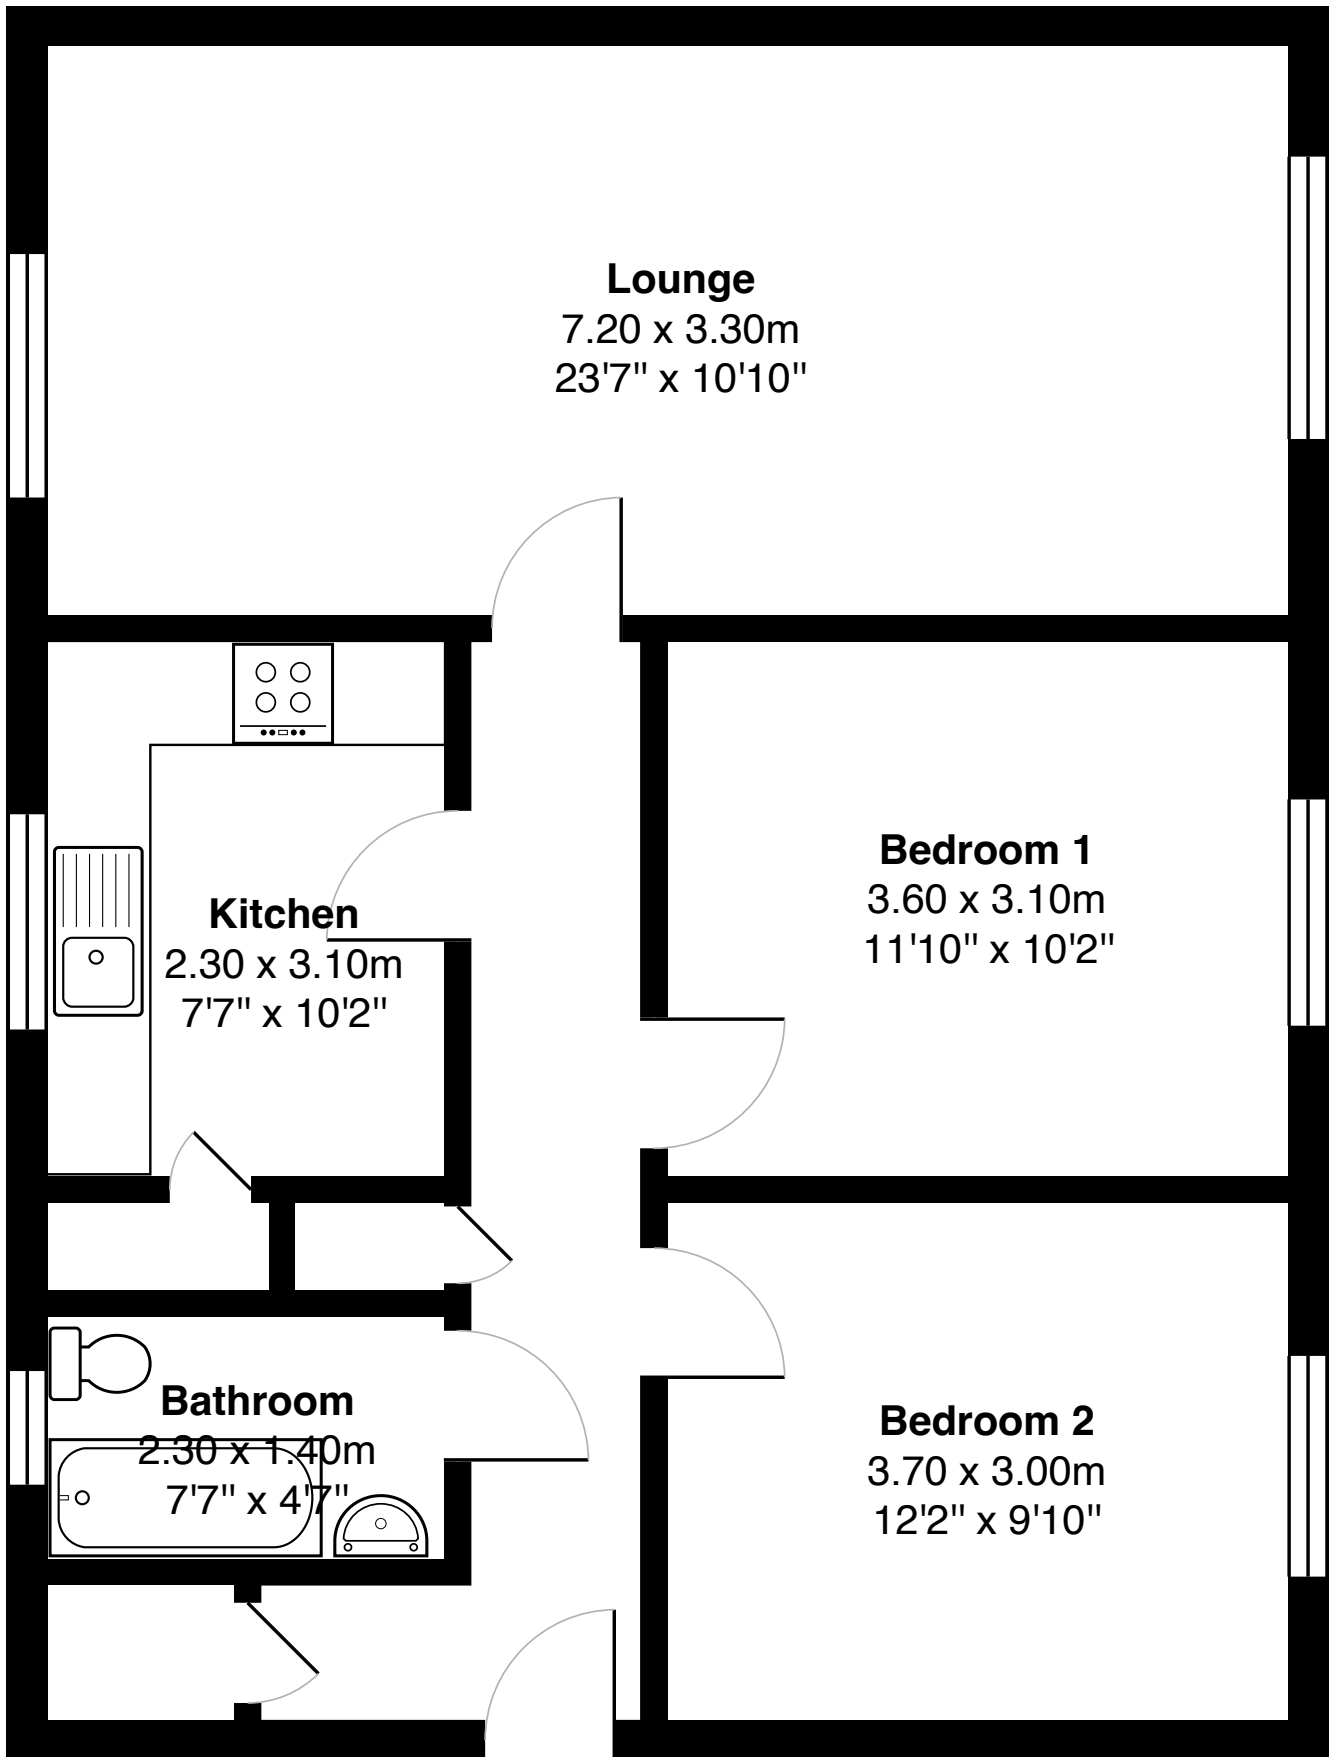 Lounge
7.20 x 3.30m
23'7" x 10'10"
Kitchen
2.30 x 3.10m
7'7" x 10'2"
Bedroom 1
3.60 x 3.10m
11'10" x 10'2"
Bathroom
2.30 x 1.40m
7'7" x 4'7"
Bedroom 2
3.70 x 3.00m
12'2" x 9'10"